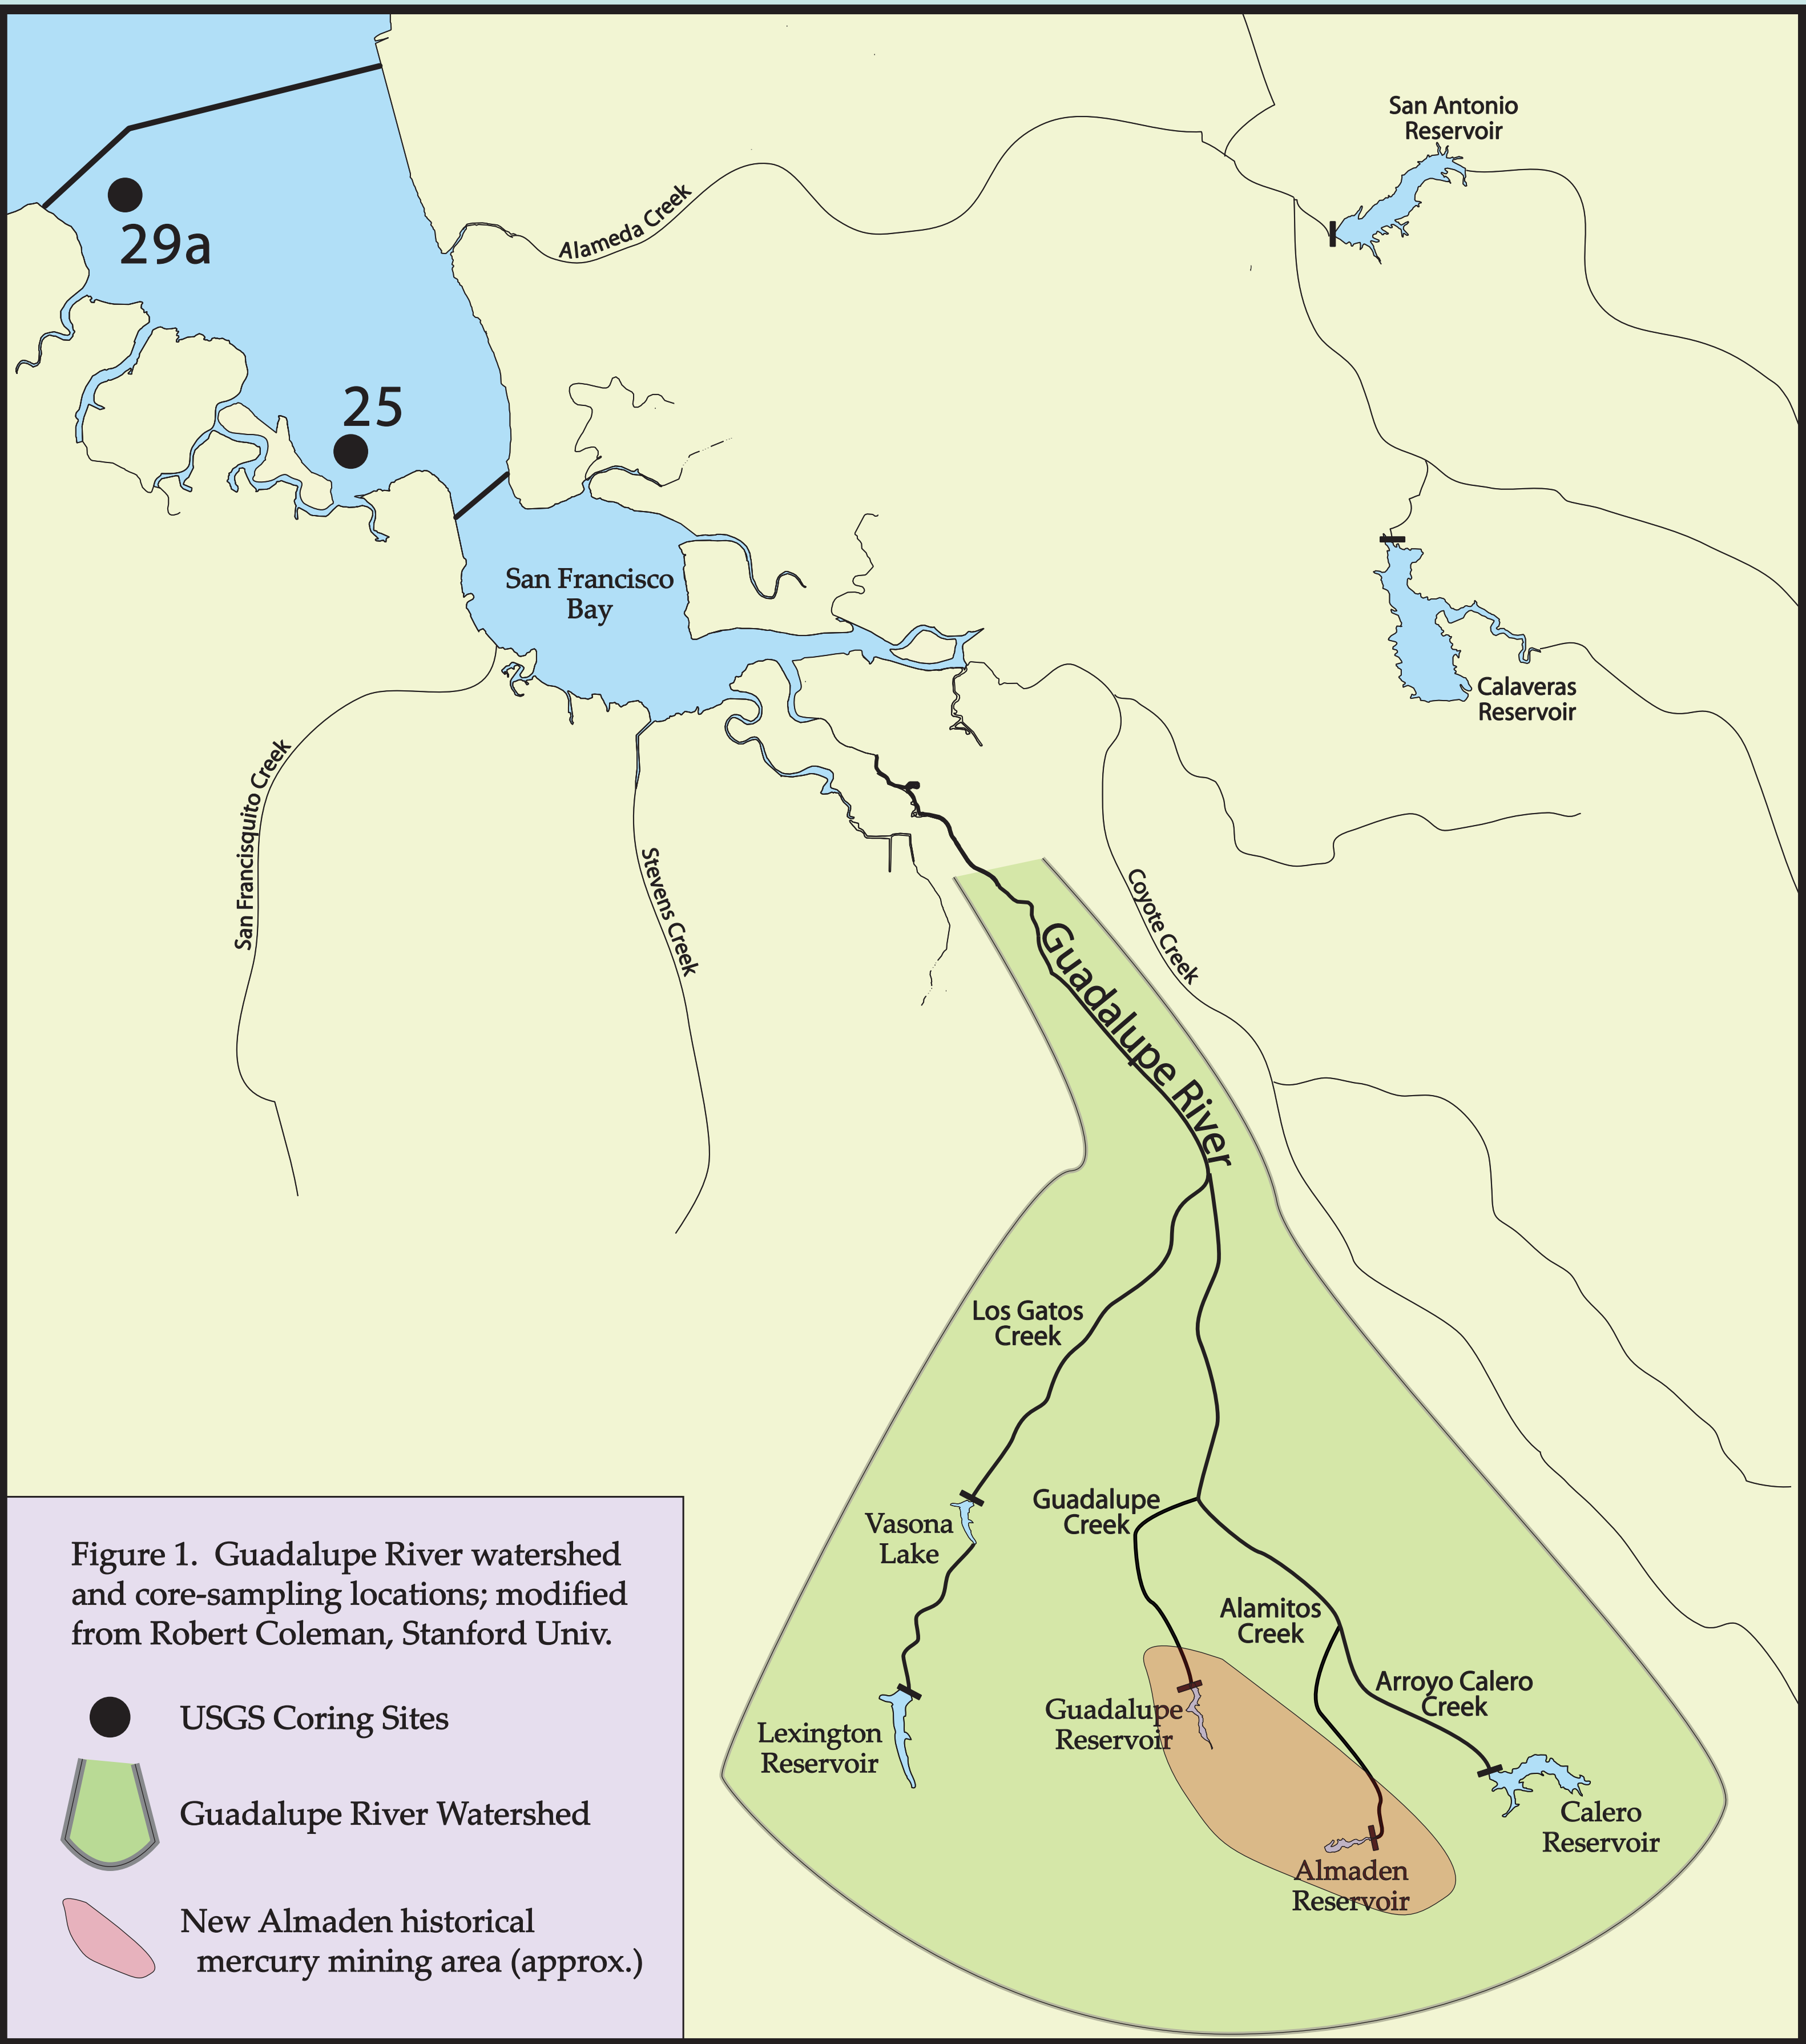 San Antonio
Reservoir
Alameda Creek
29a
25
San Francisco
Bay
Calaveras
Reservoir
San Francisquito Creek
Stevens Creek
Coyote Creek
Guadalupe River
Los Gatos
Creek
Guadalupe
Creek
Vasona
Lake
Alamitos
Creek
Arroyo Calero
Creek
Guadalupe
Reservoir
Lexington
Reservoir
Calero
Reservoir
Almaden
Reservoir
Figure 1. Guadalupe River watershed
and core-sampling locations; modified
from Robert Coleman, Stanford Univ.
USGS Coring Sites
Guadalupe River Watershed
New Almaden historical
mercury mining area (approx.)